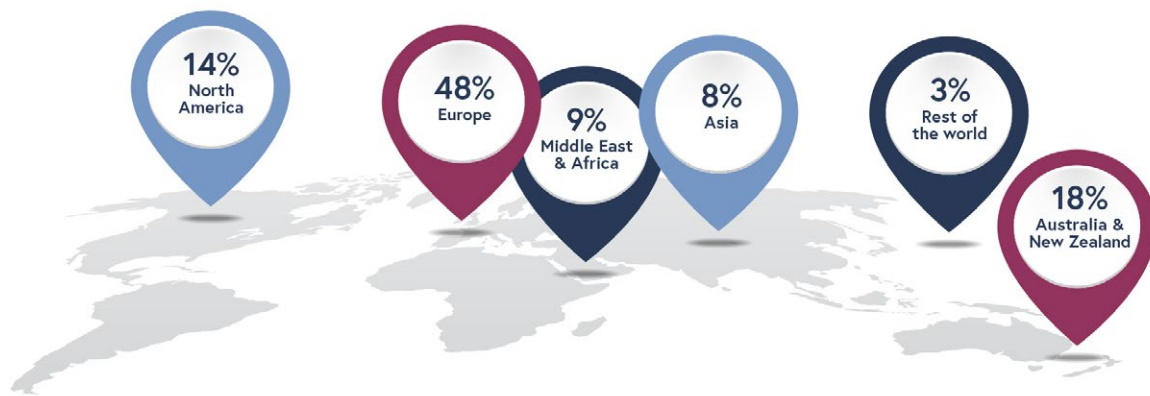 14%
North
America
48%
Europe
9%
Middle East
& Africa
8%
Asia
3%
Rest of
the world
18%
Australia &
New Zealand